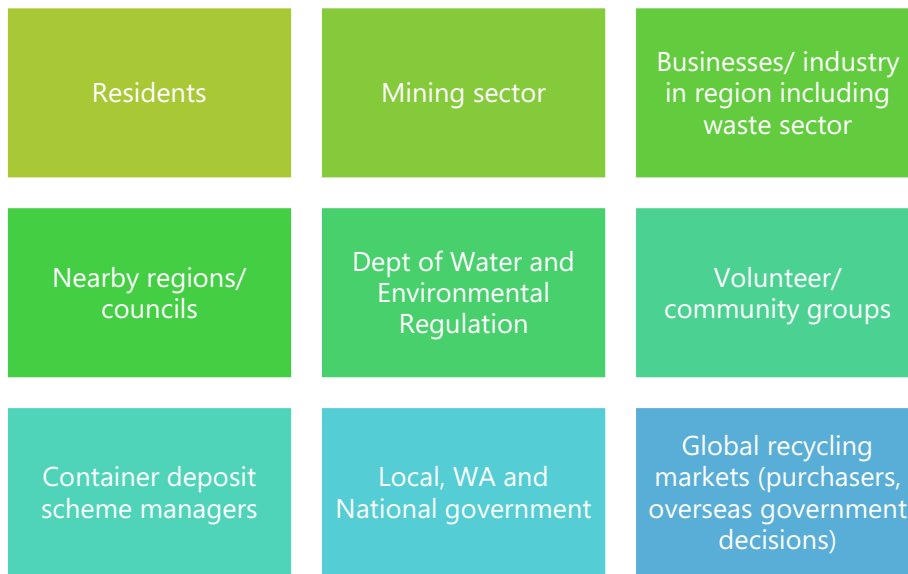 Residents
Mining sector
Businesses/ industry
in region including
waste sector
Nearby regions/
councils
Dept of Water and
Environmental
Regulation
Volunteer/
community groups
Container deposit
scheme managers
Local, WA and
National government
Global recycling
markets (purchasers,
overseas government
decisions)